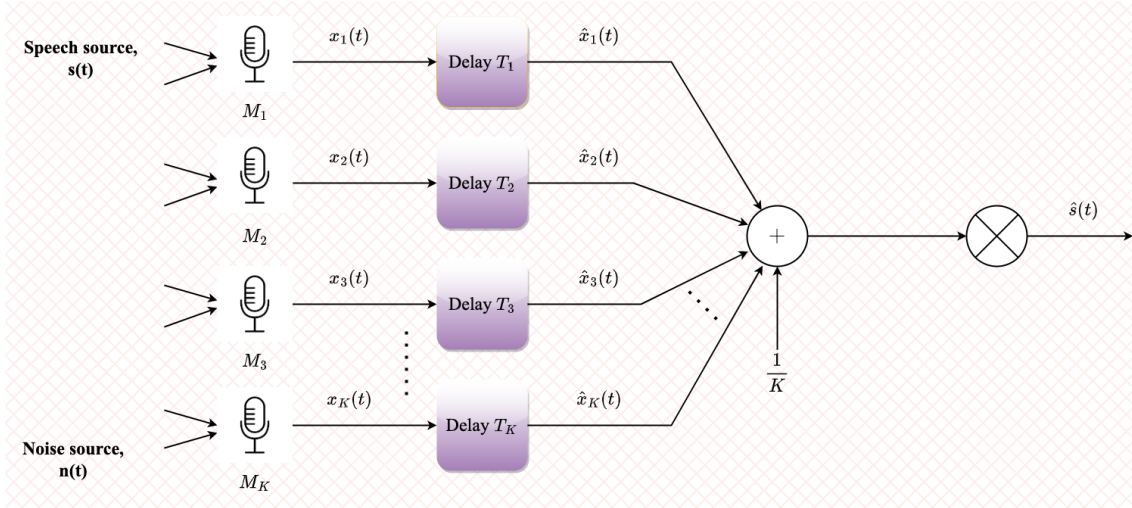 Speech source,
s(t)
x̂₁(t)
x₁(t)
Delay T₁
M₁
x₂(t)
x̂₂(t)
Delay T₂
M₂
+
ŝ(t)
x₃(t)
x̂₃(t)
Delay T₃
M₃
1
K
x_K(t)
x̂_K(t)
Delay T_K
Noise source,
n(t)
M_K